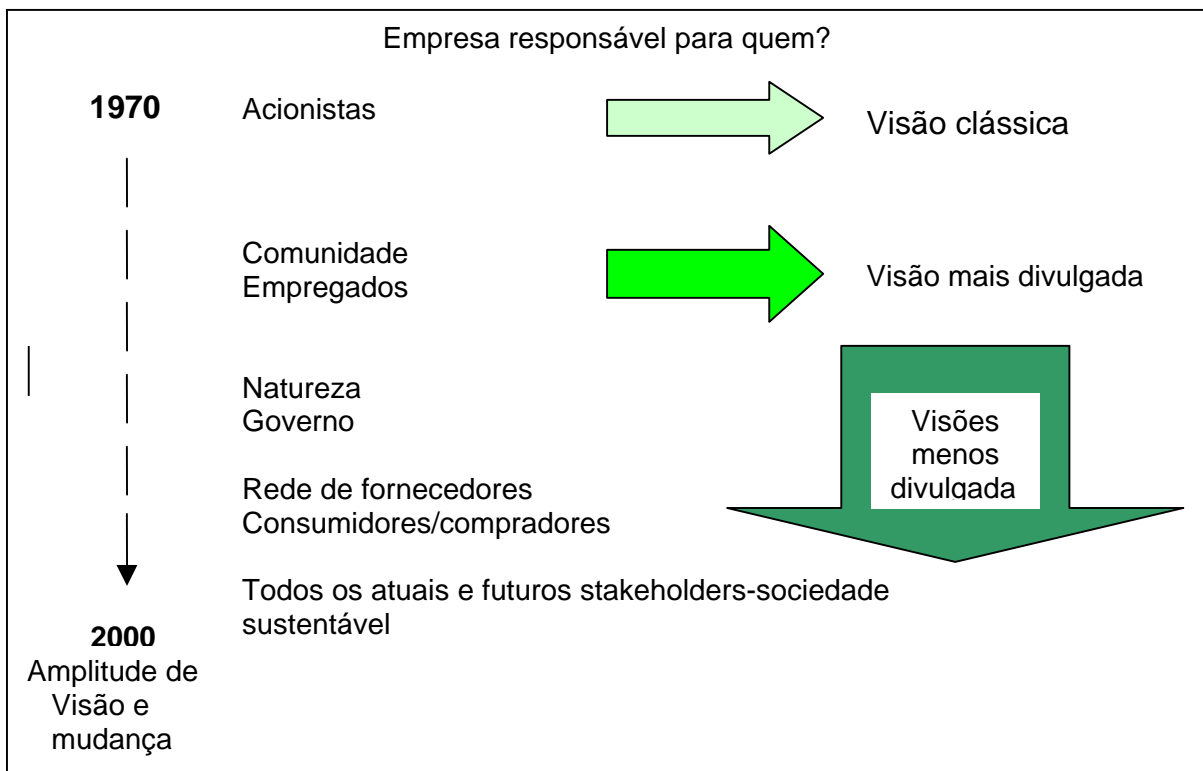 Empresa responsável para quem?
1970
Acionistas
Visão clássica
Comunidade
Empregados
Visão mais divulgada
Natureza
Governo
Visões
menos
divulgada
Rede de fornecedores
Consumidores/compradores
Todos os atuais e futuros stakeholders-sociedade
sustentável
2000
Amplitude de
Visão e
mudança